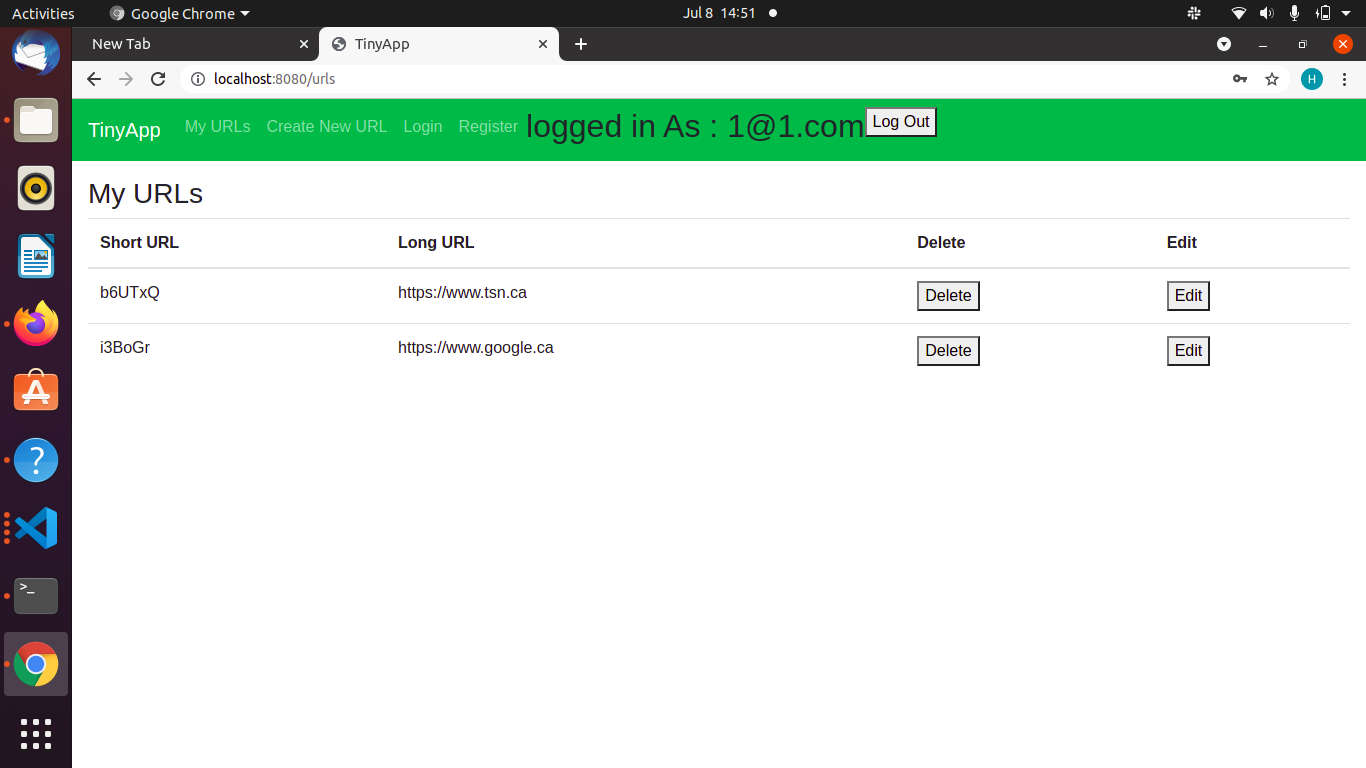 Activities Google Chrome Jul 8 14:51
New Tab TinyApp
localhost:8080/urls H
TinyApp My URLs Create New URL Login Register logged in As : 1@1.com Log Out
My URLs
Short URL Long URL Delete Edit
b6UTxQ https://www.tsn.ca Delete Edit
i3BoGr https://www.google.ca Delete Edit